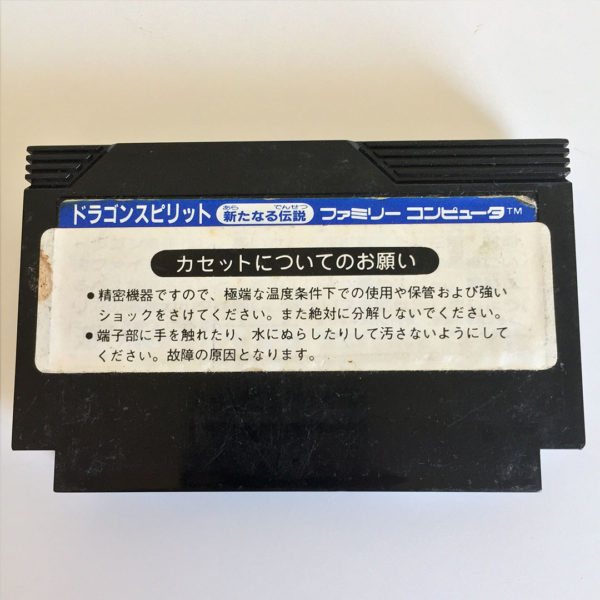 ドラゴンスピリット 新たなる伝説 ファミリー コンピュータ™
カセットについてのお願い
●精密機器ですので、極端な温度条件下での使用や保管および強い
ショックをさけてください。また絶対に分解しないでください。
●端子部に手を触れたり、水にぬらしたりして汚さないようにして
ください。故障の原因となります。